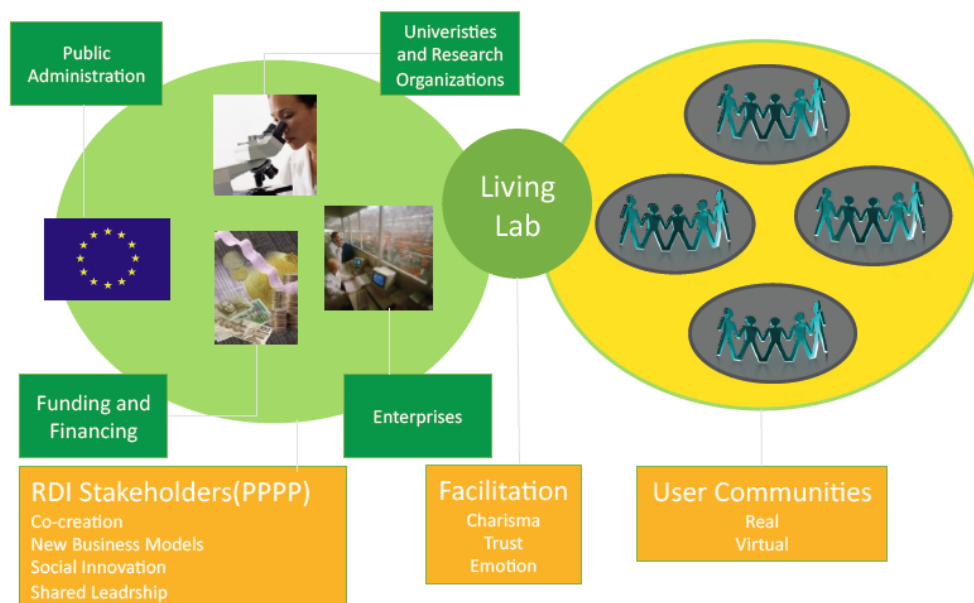 Public
Administration
Univeristies
and Research
Organizations
Living
Lab
Funding and
Financing
Enterprises
RDI Stakeholders(PPPP)
Co-creation
New Business Models
Social Innovation
Shared Leadrship
Facilitation
Charisma
Trust
Emotion
User Communities
Real
Virtual